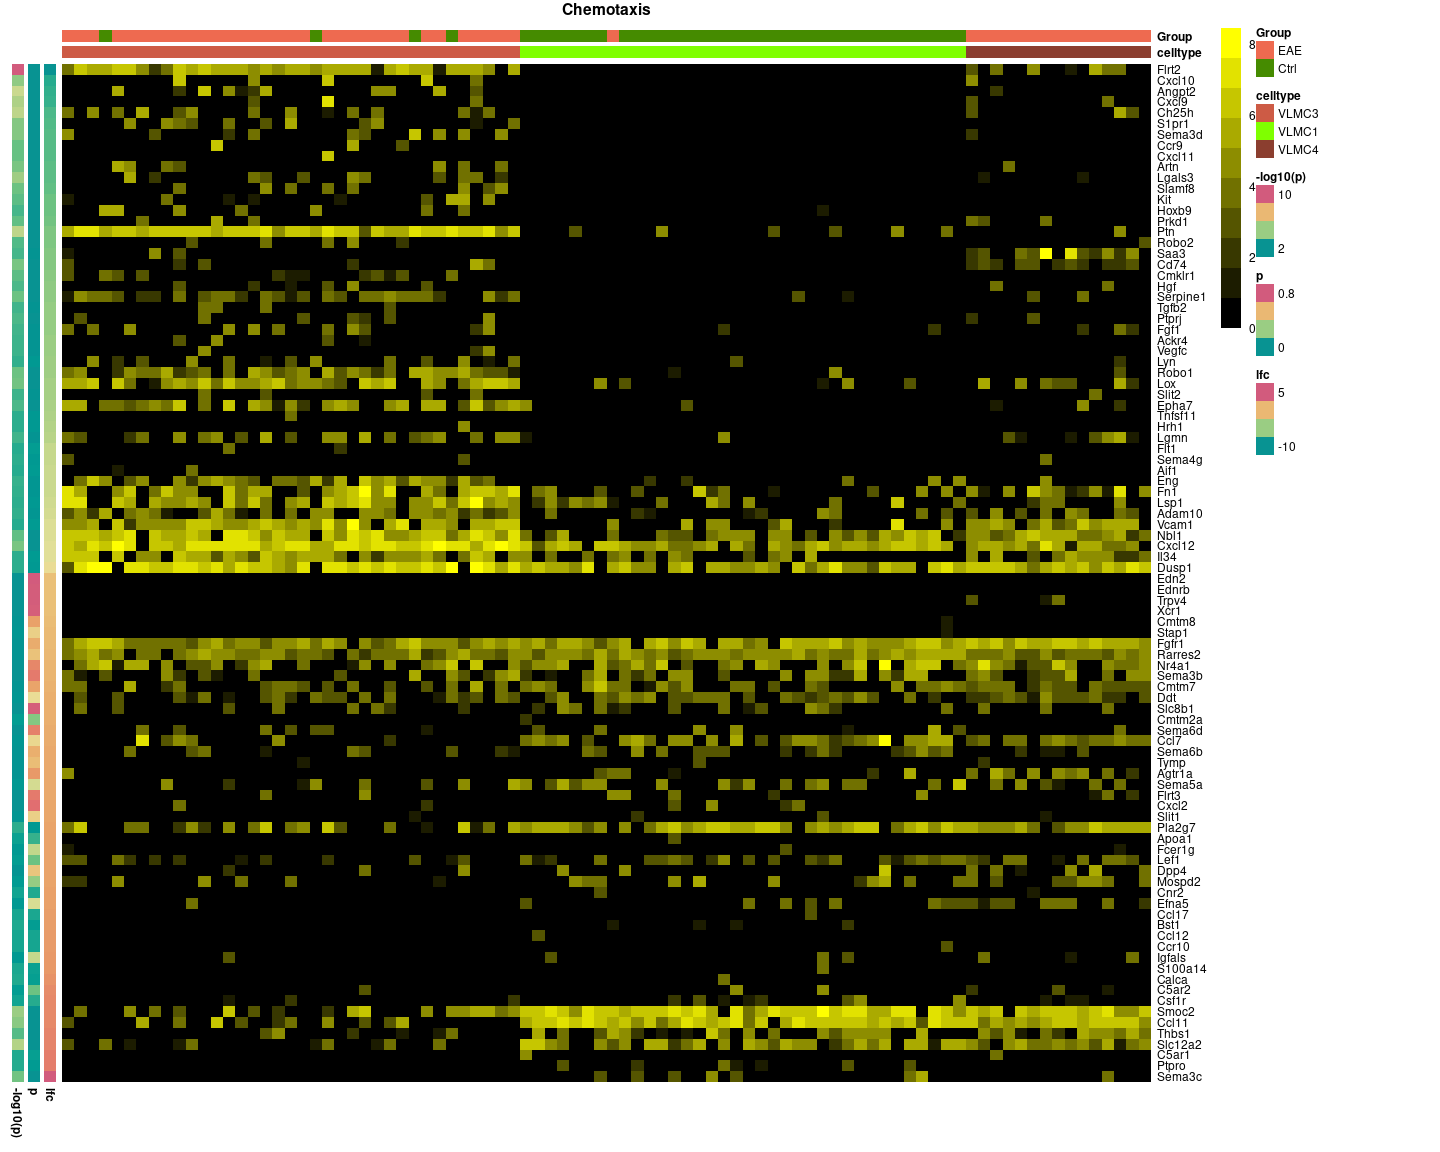 Chemotaxis
Group
celltype
Flrt2
Cxcl10
Angpt2
Cxcl9
Ch25h
S1pr1
Sema3d
Ccr9
Cxcl11
Artn
Lgals3
Slamf8
Kit
Hoxb9
Prkd1
Ptn
Robo2
Saa3
Cd74
Cmklr1
Hgf
Serpine1
Tgfb2
Ptprj
Fgf1
Ackr4
Vegfc
Lyn
Robo1
Lox
Slit2
Epha7
Tnfsf11
Hrh1
Lgmn
Flt1
Sema4g
Aif1
Eng
Fn1
Lsp1
Adam10
Vcam1
Nbl1
Cxcl12
Il34
Dusp1
Edn2
Ednrb
Trpv4
Xcr1
Cmtm8
Stap1
Fgfr1
Rarres2
Nr4a1
Sema3b
Cmtm7
Ddt
Slc8b1
Cmtm2a
Sema6d
Ccl7
Sema6b
Tymp
Agtr1a
Sema5a
Flrt3
Cxcl2
Slit1
Pla2g7
Apoa1
Fcer1g
Lef1
Dpp4
Mospd2
Cnr2
Efna5
Ccl17
Bst1
Ccl12
Ccr10
Igfals
S100a14
Calca
C5ar2
Csf1r
Smoc2
Ccl11
Thbs1
Slc12a2
C5ar1
Ptpro
Sema3c
-log10(p)
p
lfc
8
6
4
2
0
Group
EAE
Ctrl
celltype
VLMC3
VLMC1
VLMC4
-log10(p)
10
2
p
0.8
0
lfc
5
-10